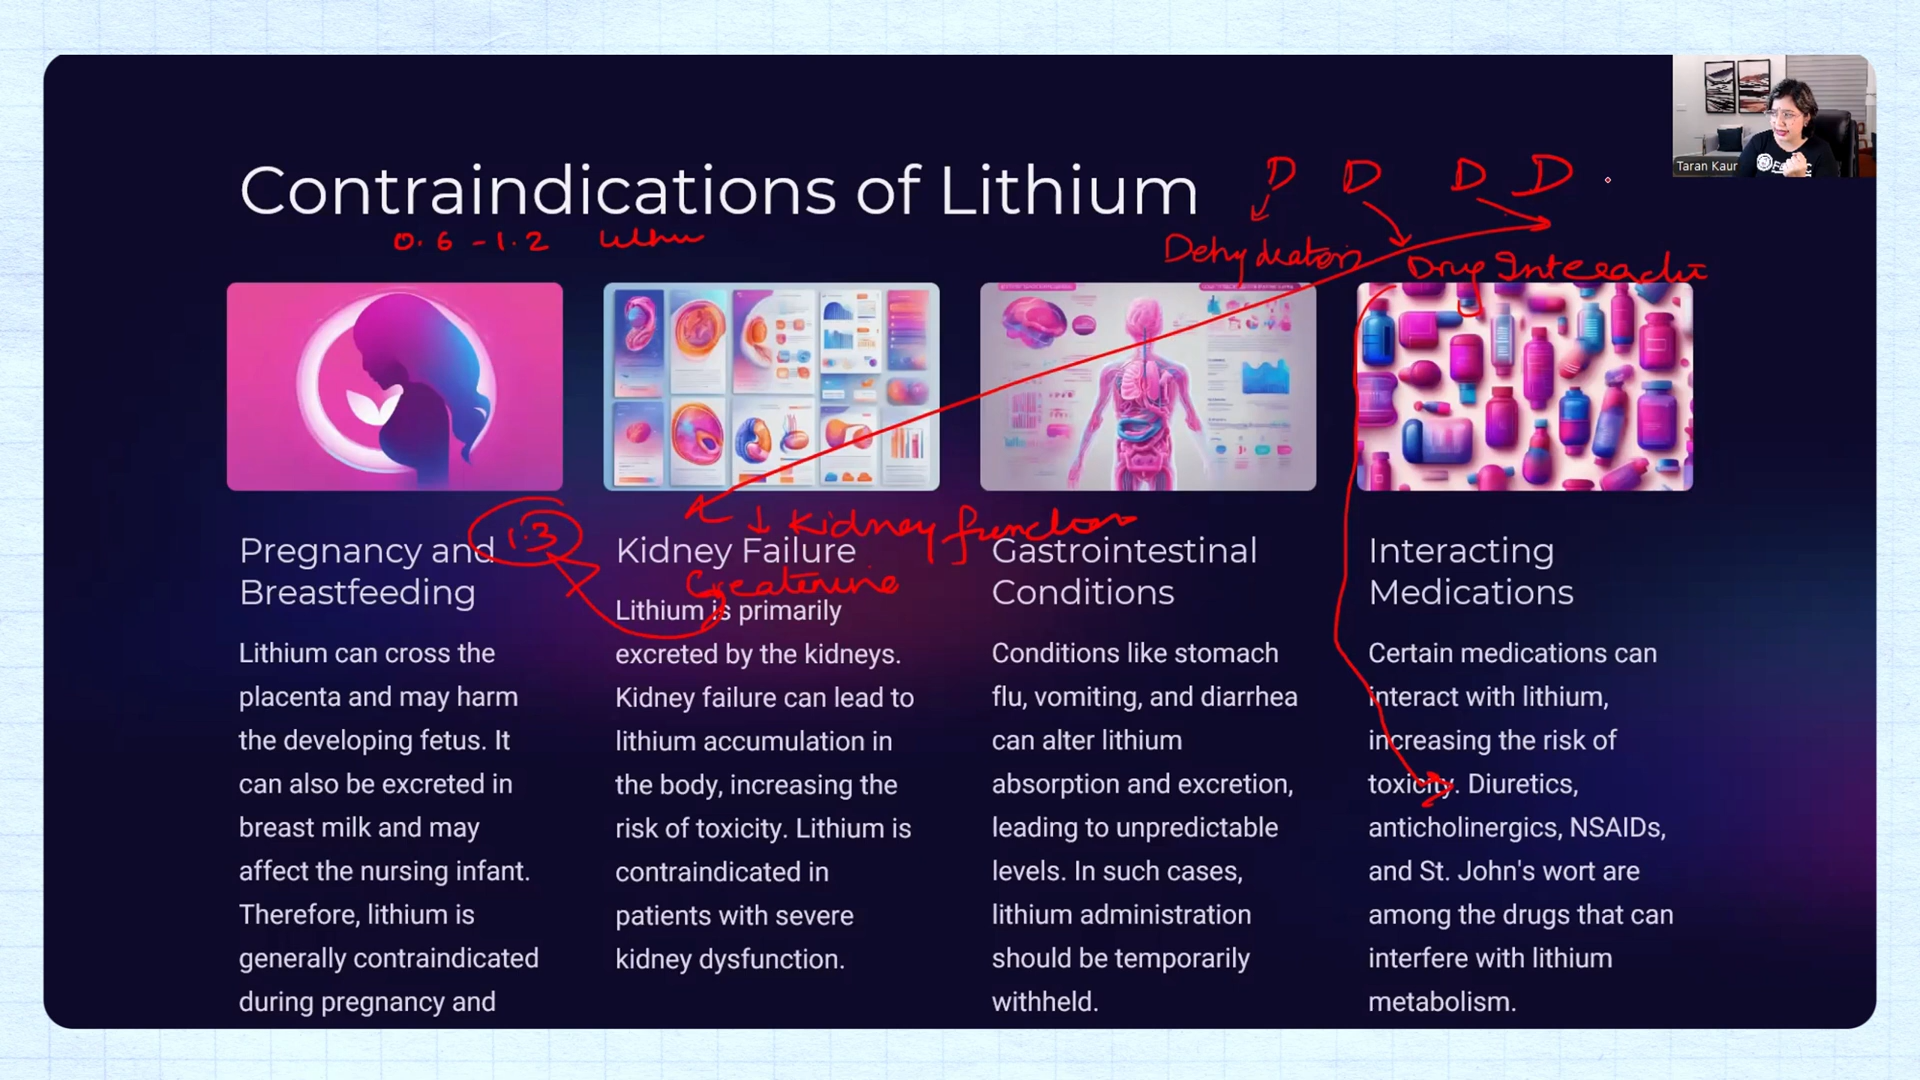 Taran Kaur
Contraindications of Lithium
D D D D
0.6 - 1.2
Dehydration
Drug Interacti
1.3
↓ Kidney function
Creatinine
Pregnancy and
Breastfeeding
Lithium can cross the
placenta and may harm
the developing fetus. It
can also be excreted in
breast milk and may
affect the nursing infant.
Therefore, lithium is
generally contraindicated
during pregnancy and
Kidney Failure
Lithium is primarily
excreted by the kidneys.
Kidney failure can lead to
lithium accumulation in
the body, increasing the
risk of toxicity. Lithium is
contraindicated in
patients with severe
kidney dysfunction.
Gastrointestinal
Conditions
Conditions like stomach
flu, vomiting, and diarrhea
can alter lithium
absorption and excretion,
leading to unpredictable
levels. In such cases,
lithium administration
should be temporarily
withheld.
Interacting
Medications
Certain medications can
interact with lithium,
increasing the risk of
toxicity. Diuretics,
anticholinergics, NSAIDs,
and St. John's wort are
among the drugs that can
interfere with lithium
metabolism.